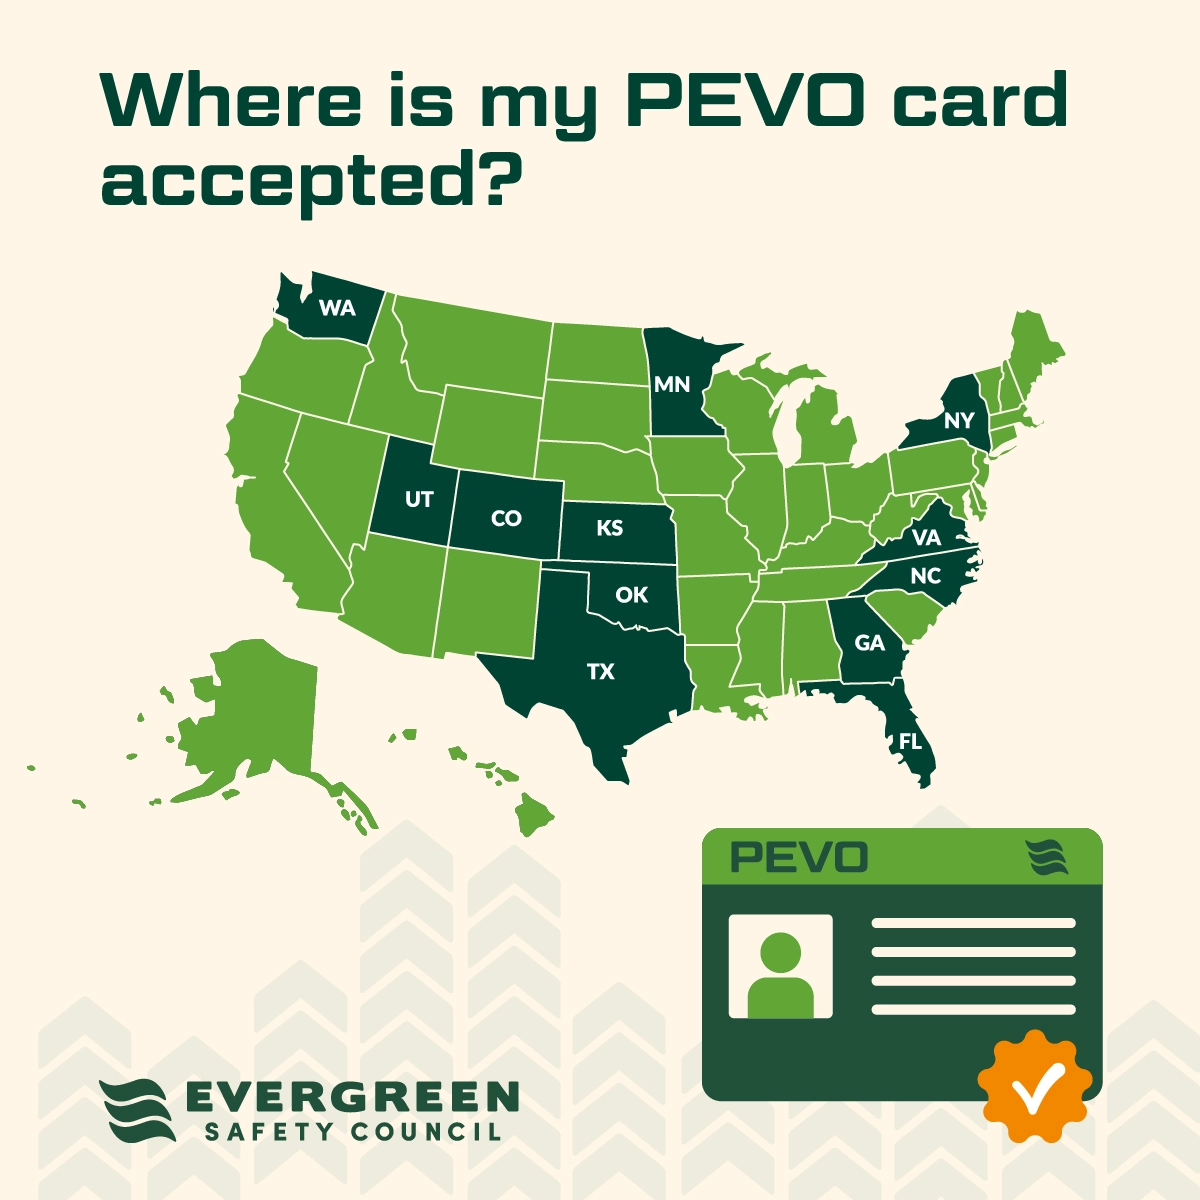 Where is my PEVO card
accepted?
WA
MN
NY
UT
CO
KS
VA
NC
OK
GA
TX
FL
PEVO
EVERGREEN
SAFETY COUNCIL